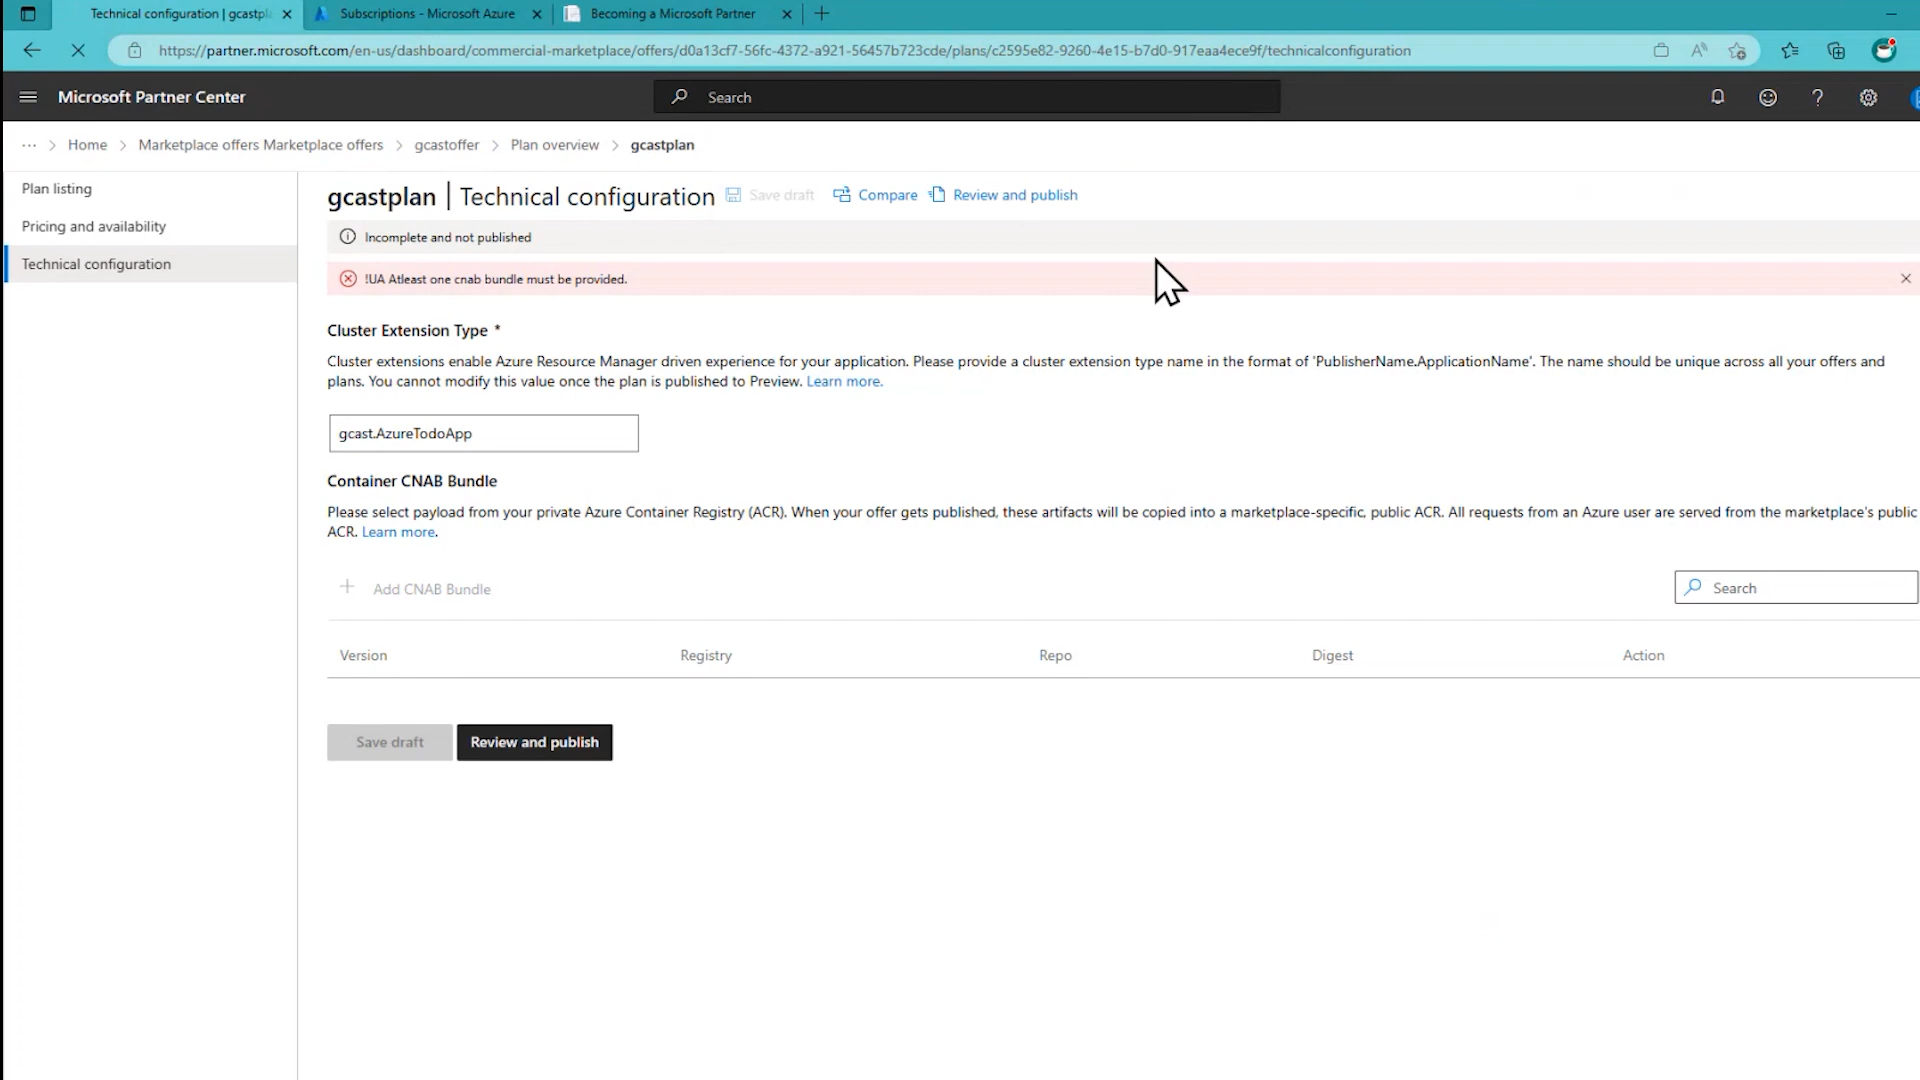 Technical configuration | gcastpla
Subscriptions - Microsoft Azure
Becoming a Microsoft Partner
https://partner.microsoft.com/en-us/dashboard/commercial-marketplace/offers/d0a13cf7-56fc-4372-a921-56457b723cde/plans/c2595e82-9260-4e15-b7d0-917eaa4ece9f/technicalconfiguration
Microsoft Partner Center
Search
Home
Marketplace offers Marketplace offers
gcastoffer
Plan overview
gcastplan
Plan listing
Pricing and availability
Technical configuration
gcastplan | Technical configuration
Save draft
Compare
Review and publish
Incomplete and not published
!UA Atleast one cnab bundle must be provided.
Cluster Extension Type *
Cluster extensions enable Azure Resource Manager driven experience for your application. Please provide a cluster extension type name in the format of 'PublisherName.ApplicationName'. The name should be unique across all your offers and
plans. You cannot modify this value once the plan is published to Preview. Learn more.
gcast.AzureTodoApp
Container CNAB Bundle
Please select payload from your private Azure Container Registry (ACR). When your offer gets published, these artifacts will be copied into a marketplace-specific, public ACR. All requests from an Azure user are served from the marketplace's public
ACR. Learn more.
Add CNAB Bundle
Search
Version
Registry
Repo
Digest
Action
Save draft
Review and publish